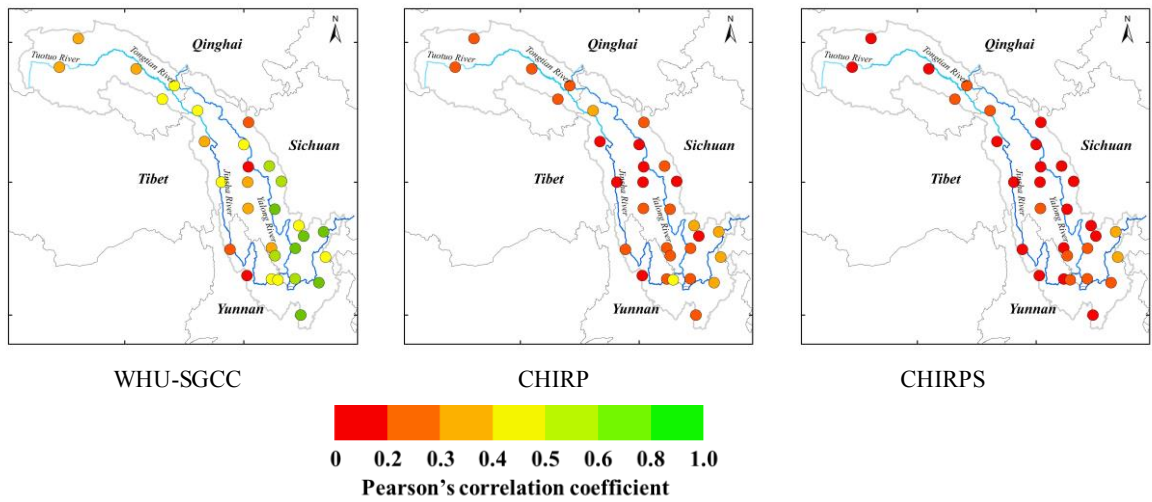 N
Qinghai
Tuotuo River
Tongtian River
Sichuan
Tibet
Jinsha River
Yalong River
Yunnan
N
Qinghai
Tuotuo River
Tongtian River
Sichuan
Tibet
Jinsha River
Yalong River
Yunnan
N
Qinghai
Tuotuo River
Tongtian River
Sichuan
Tibet
Jinsha River
Yalong River
Yunnan
WHU-SGCC CHIRP CHIRPS
0 0.2 0.3 0.4 0.5 0.6 0.8 1.0
Pearson's correlation coefficient